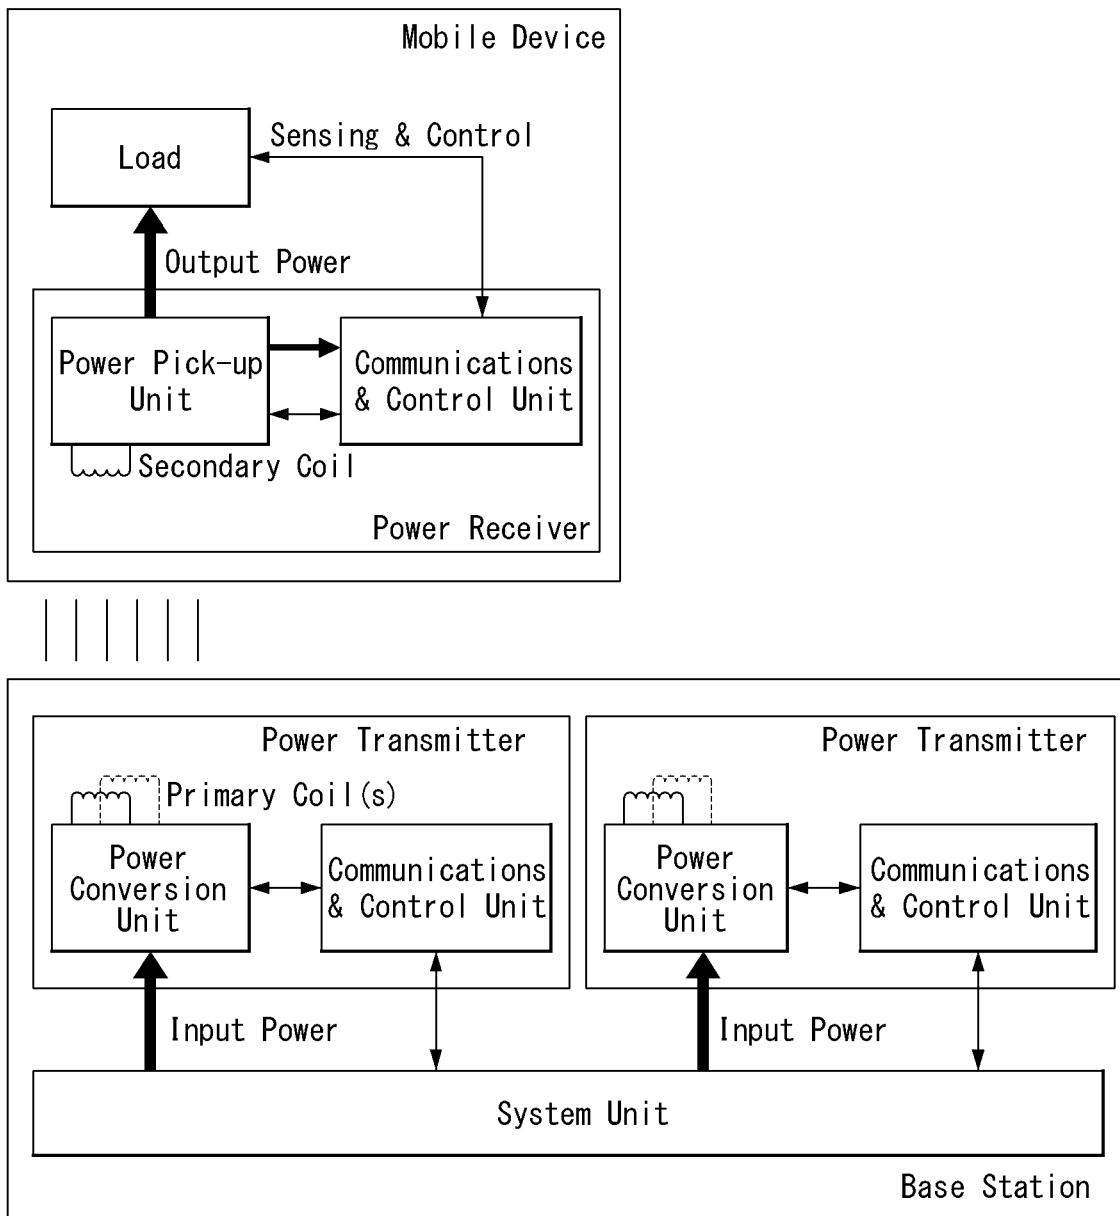 Mobile Device
Sensing & Control
Load
Output Power
Power Pick-up
Unit
Communications
& Control Unit
Secondary Coil
Power Receiver
Power Transmitter
Primary Coil(s)
Power
Conversion
Unit
Communications
& Control Unit
Input Power
Power Transmitter
Power
Conversion
Unit
Communications
& Control Unit
Input Power
System Unit
Base Station